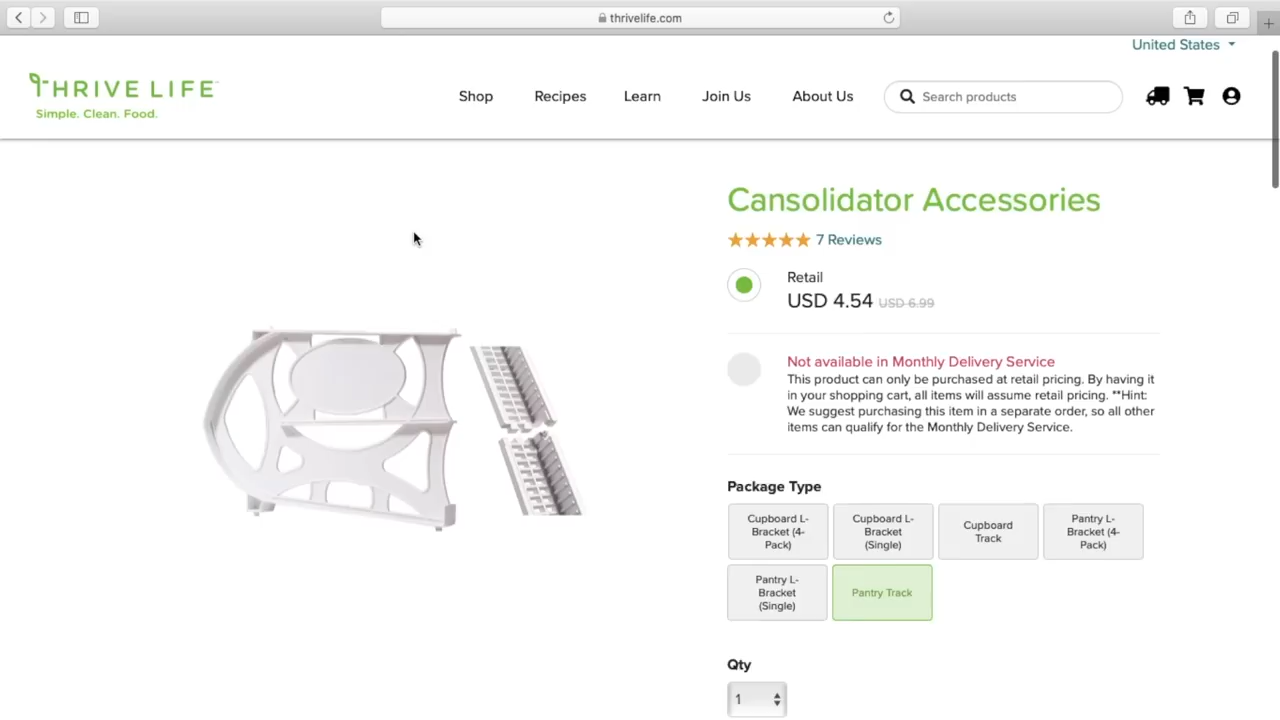 thrivelife.com
United States
THRIVE LIFE
Simple. Clean. Food.
Shop
Recipes
Learn
Join Us
About Us
Search products
Cansolidator Accessories
7 Reviews
Retail
USD 4.54 USD 6.99
Not available in Monthly Delivery Service
This product can only be purchased at retail pricing. By having it
in your shopping cart, all items will assume retail pricing. **Hint:
We suggest purchasing this item in a separate order, so all other
items can qualify for the Monthly Delivery Service.
Package Type
Cupboard L-
Bracket (4-
Pack)
Cupboard L-
Bracket
(Single)
Cupboard
Track
Pantry L-
Bracket (4-
Pack)
Pantry L-
Bracket
(Single)
Pantry Track
Qty
1